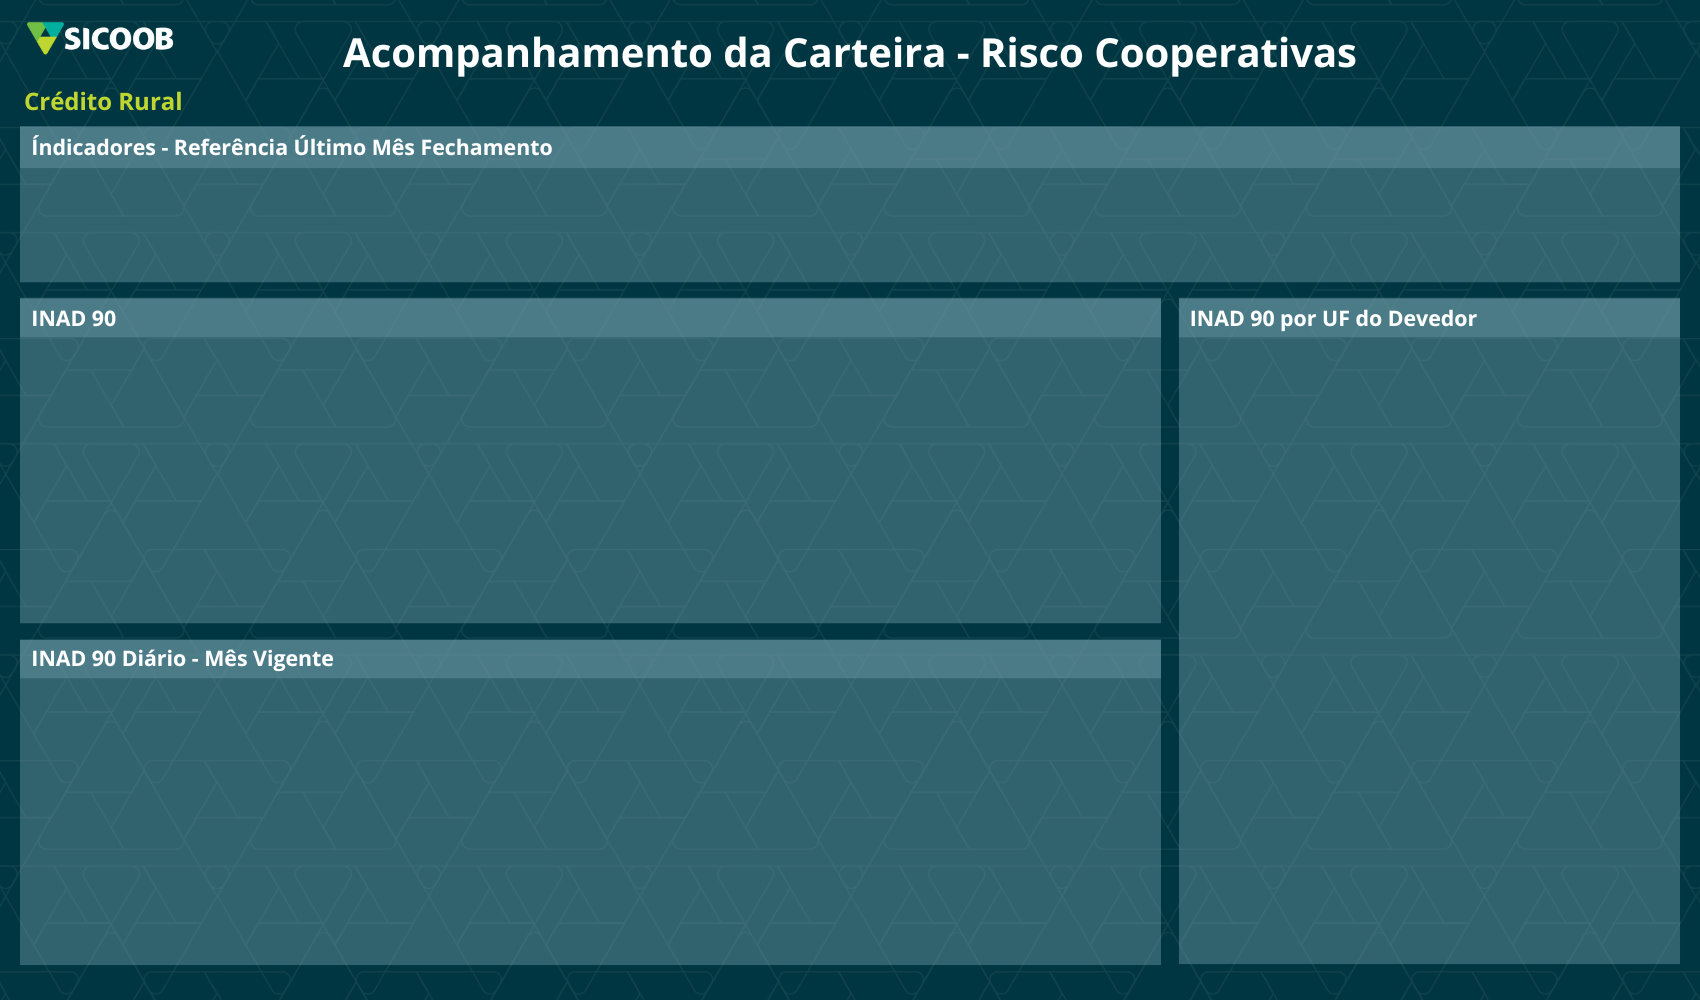 SICOOB
Acompanhamento da Carteira - Risco Cooperativas
Crédito Rural
Índicadores - Referência Último Mês Fechamento
INAD 90
INAD 90 por UF do Devedor
INAD 90 Diário - Mês Vigente